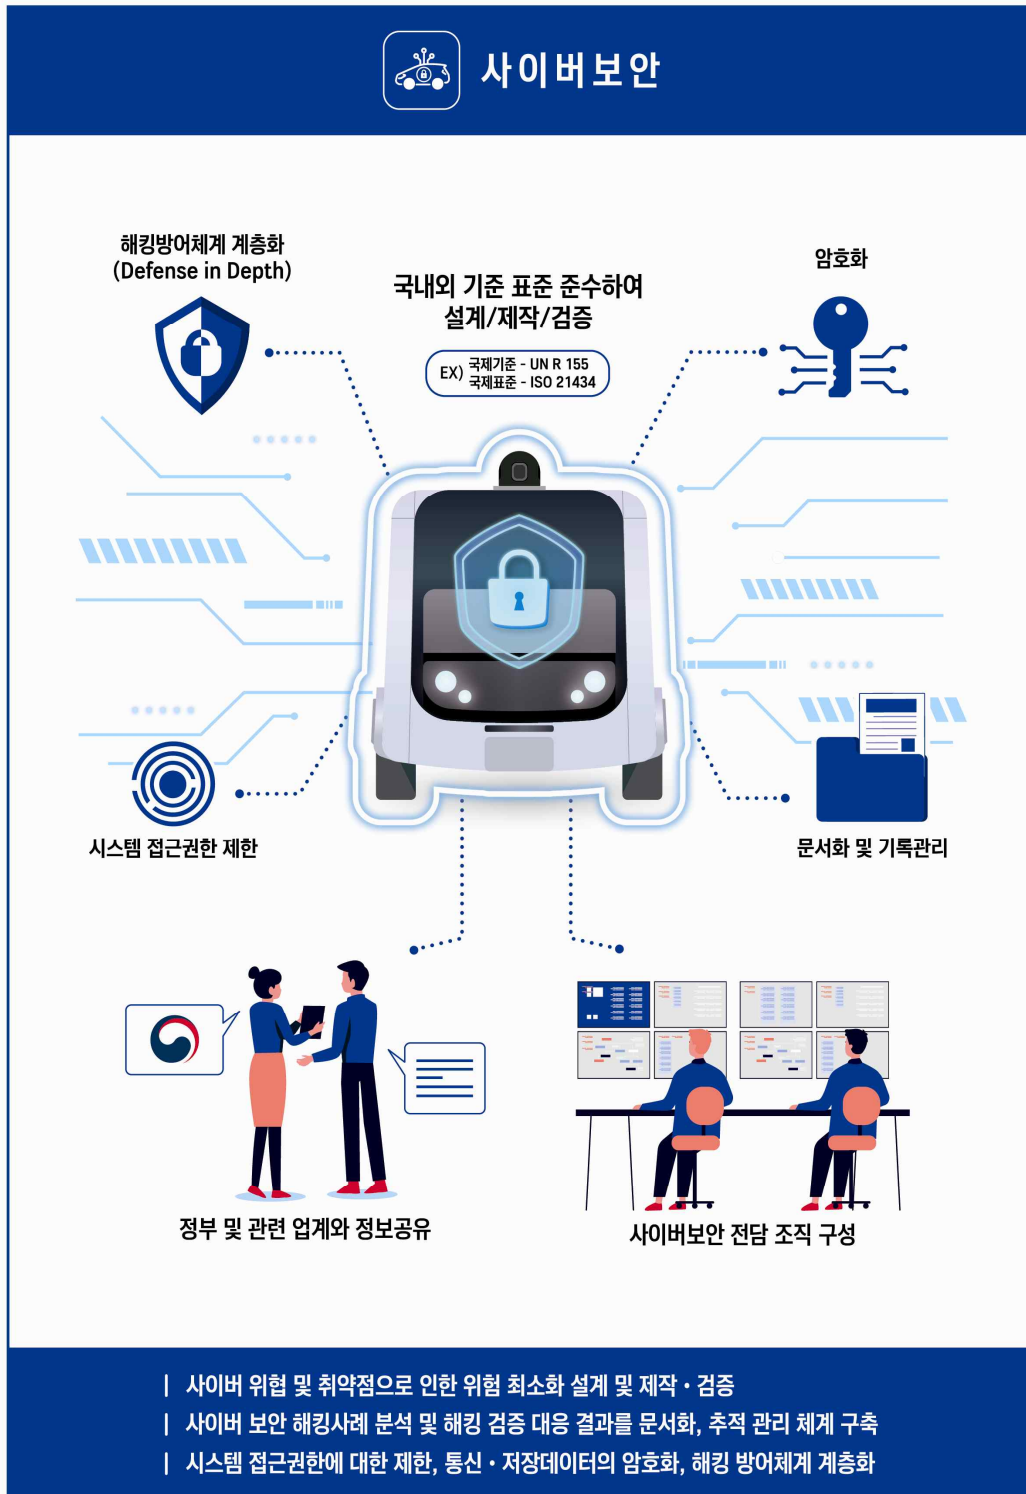 사이버보안
해킹방어체계 계층화
(Defense in Depth)
국내외 기준 표준 준수하여
설계/제작/검증
EX) 국제기준 - UN R 155
국제표준 - ISO 21434
암호화
시스템 접근권한 제한
문서화 및 기록관리
정부 및 관련 업계와 정보공유
사이버보안 전담 조직 구성
| 사이버 위협 및 취약점으로 인한 위험 최소화 설계 및 제작・검증
| 사이버 보안 해킹사례 분석 및 해킹 검증 대응 결과를 문서화, 추적 관리 체계 구축
| 시스템 접근권한에 대한 제한, 통신・저장데이터의 암호화, 해킹 방어체계 계층화